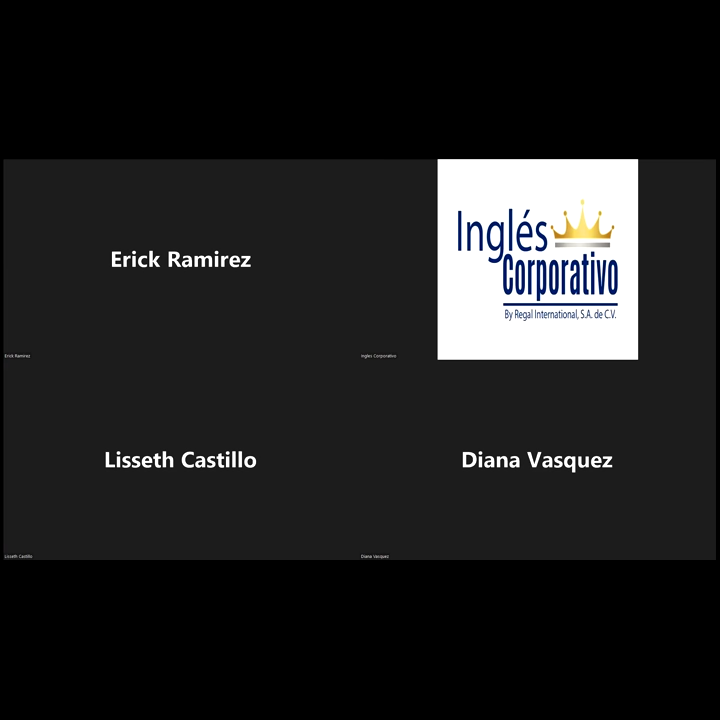 Erick Ramirez
Inglés
Corporativo
By Regal International, S.A. de C.V.
Erick Ramirez
Ingles Corporativo
Lisseth Castillo
Diana Vasquez
Lisseth Castillo
Diana Vasquez